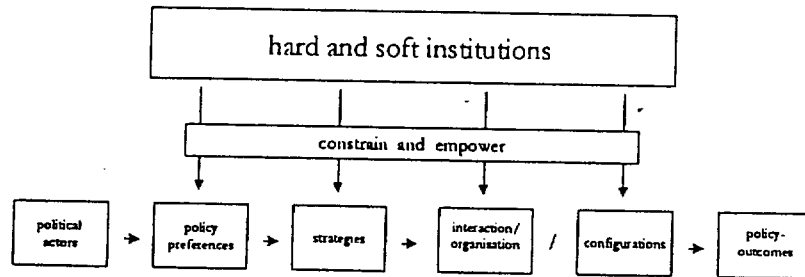 hard and soft institutions
constrain and empower
political
actors
policy
preferences
strategies
interaction/
organisation
/
configurations
policy-
outcomes